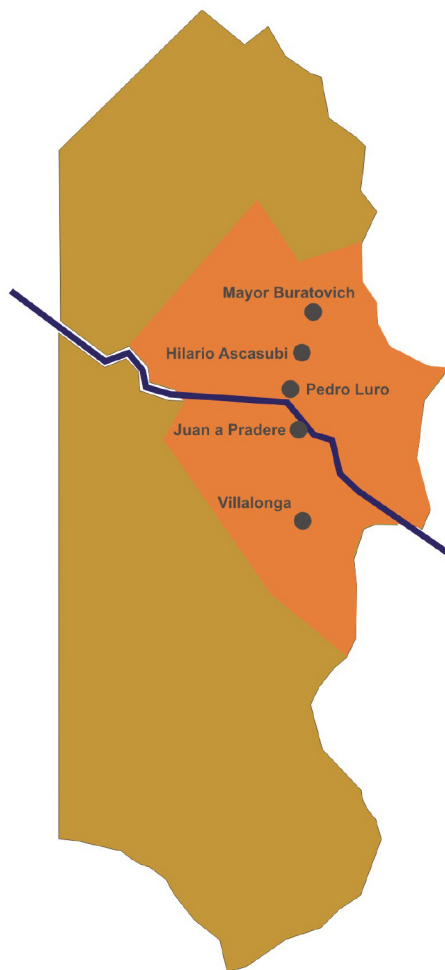 Mayor Buratovich
Hilario Ascasubi
Pedro Luro
Juan a Pradere
Villalonga